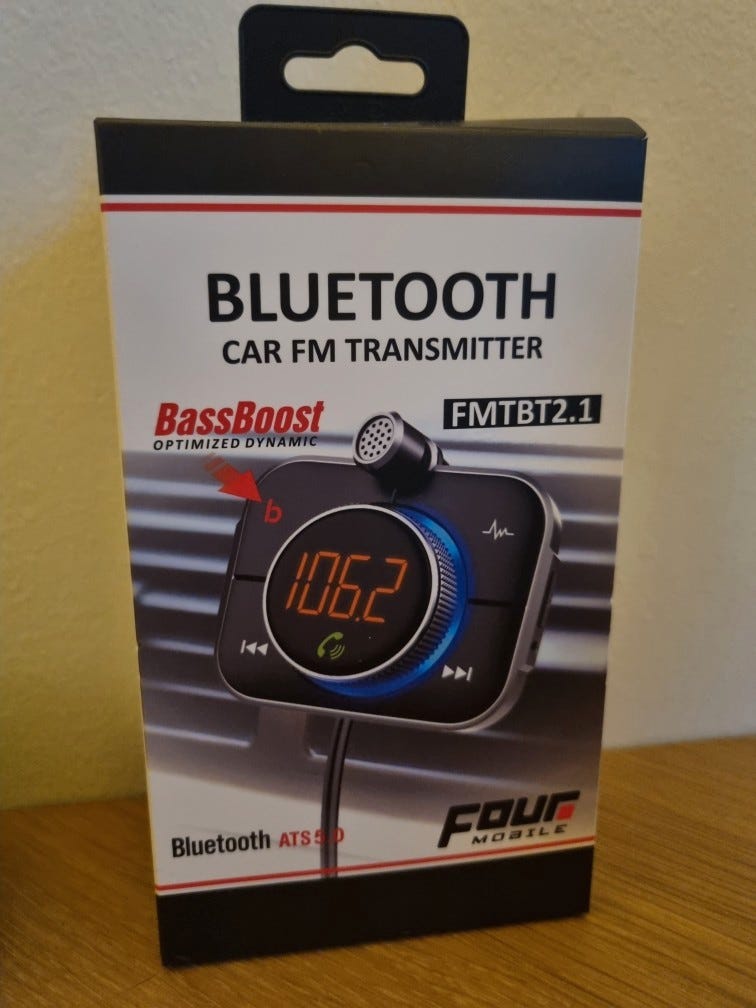 BLUETOOTH
CAR FM TRANSMITTER
BassBoost
OPTIMIZED DYNAMIC
FMTBT2.1
b
106.2
Bluetooth ATS 5.0
FOUR
MOBILE